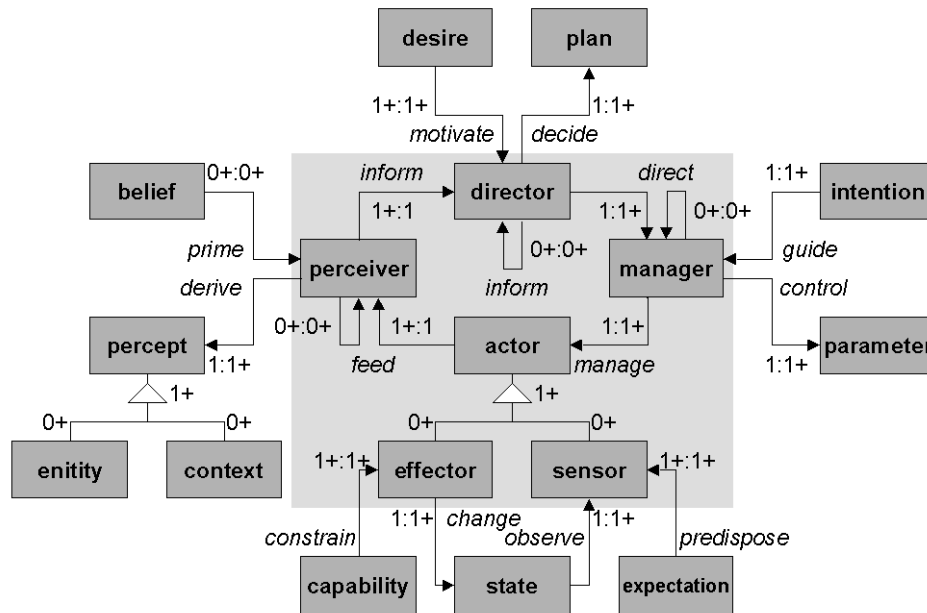 desire
plan
1+:1+
1:1+
motivate
decide
belief
0+:0+
inform
director
direct
1:1+
intention
1+:1
1:1+
0+:0+
prime
perceiver
0+:0+
manager
guide
derive
inform
control
percept
1:1+
0+:0+
1+:1
actor
1:1+
parameter
feed
manage
1:1+
1+
1+
0+
0+
0+
0+
enitity
context
1+:1+
effector
sensor
1+:1+
1:1+
change
1:1+
constrain
observe
predispose
capability
state
expectation